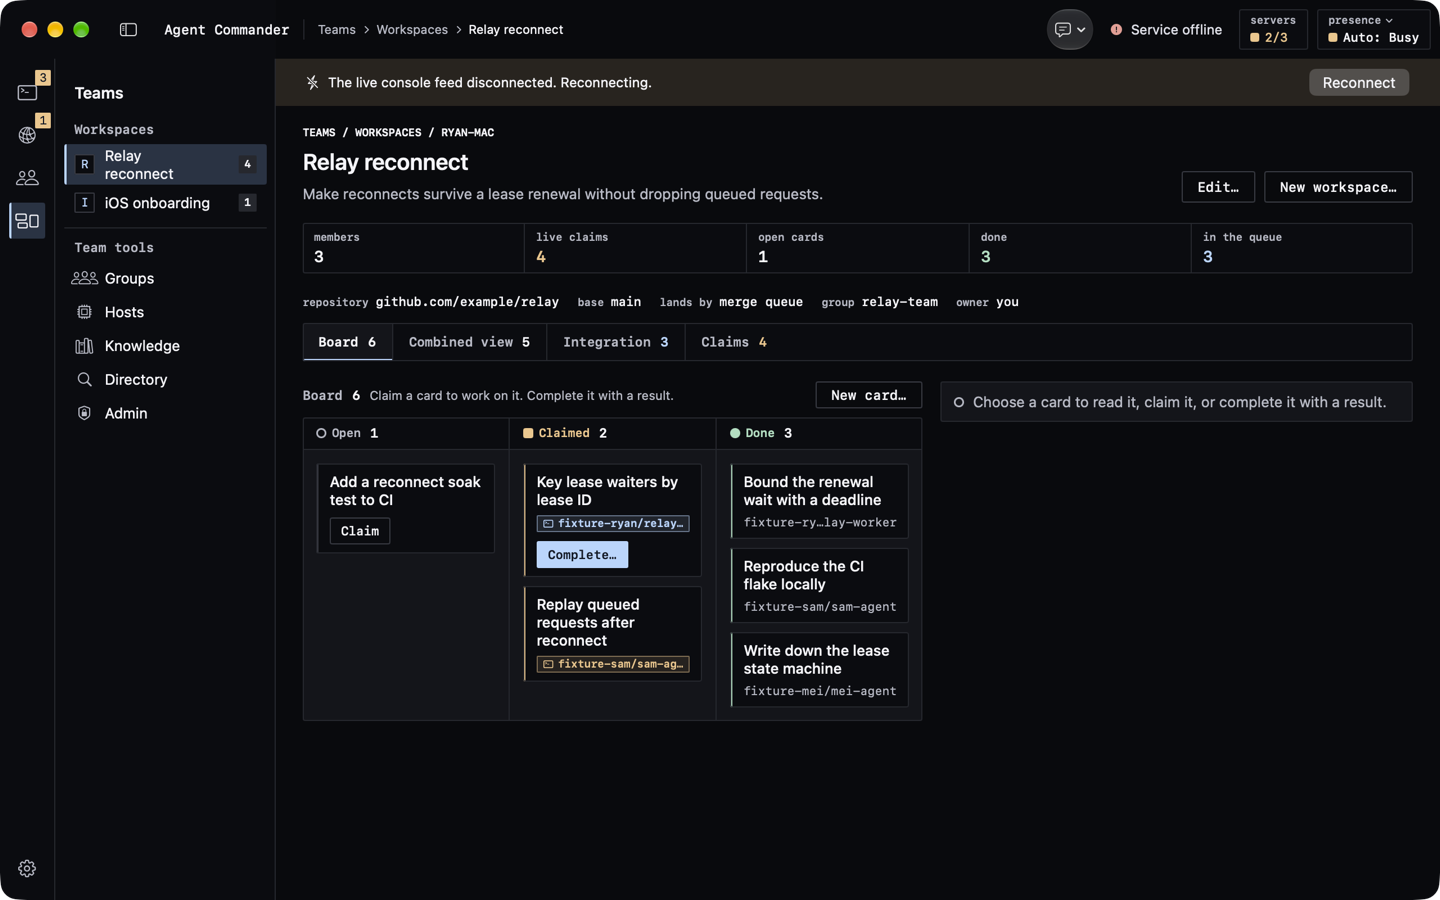 Agent Commander
Teams > Workspaces > Relay reconnect
Service offline
servers
2/3
presence
Auto: Busy
3
1
Teams
Workspaces
R
Relay
reconnect
4
I
iOS onboarding
1
Team tools
Groups
Hosts
Knowledge
Directory
Admin
The live console feed disconnected. Reconnecting.
Reconnect
TEAMS / WORKSPACES / RYAN-MAC
Relay reconnect
Make reconnects survive a lease renewal without dropping queued requests.
Edit…
New workspace…
members
3
live claims
4
open cards
1
done
3
in the queue
3
repository github.com/example/relay base main lands by merge queue group relay-team owner you
Board 6
Combined view 5
Integration 3
Claims 4
Board 6 Claim a card to work on it. Complete it with a result.
New card…
Open 1
Add a reconnect soak
test to CI
Claim
Claimed 2
Key lease waiters by
lease ID
fixture-ryan/relay…
Complete…
Replay queued
requests after
reconnect
fixture-sam/sam-ag…
Done 3
Bound the renewal
wait with a deadline
fixture-ry…lay-worker
Reproduce the CI
flake locally
fixture-sam/sam-agent
Write down the lease
state machine
fixture-mei/mei-agent
Choose a card to read it, claim it, or complete it with a result.